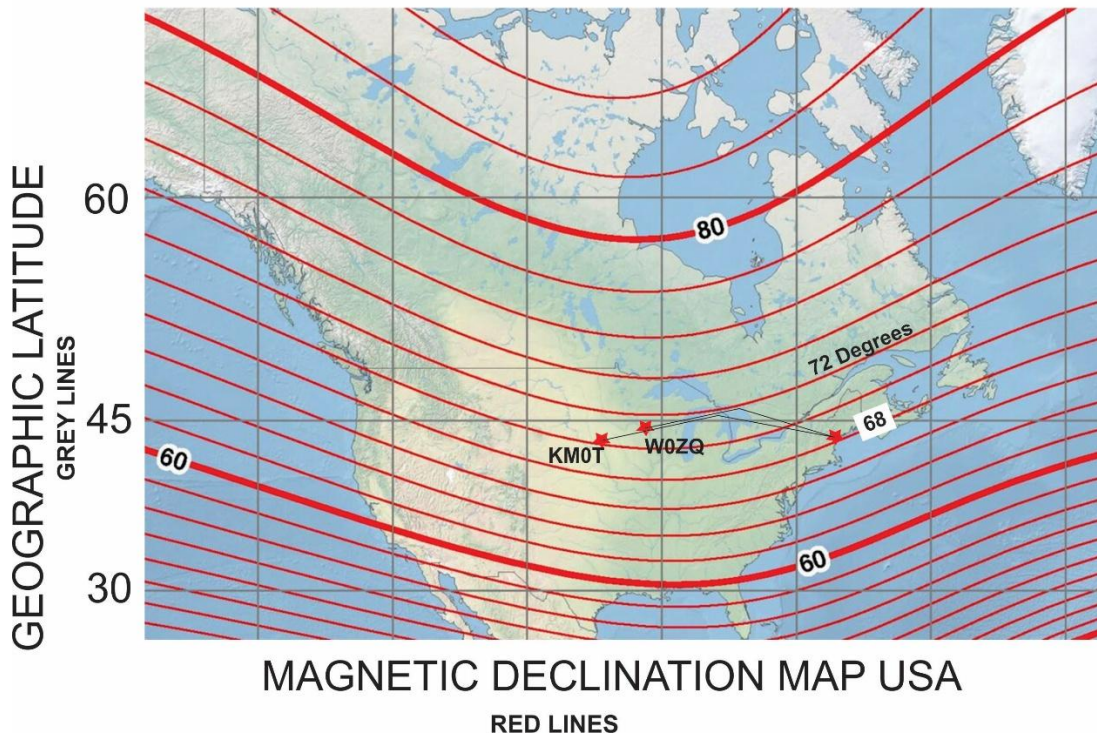 GEOGRAPHIC LATITUDE
GREY LINES
60
45
30
80
72 Degrees
68
KM0T
W0ZQ
60
60
MAGNETIC DECLINATION MAP USA
RED LINES